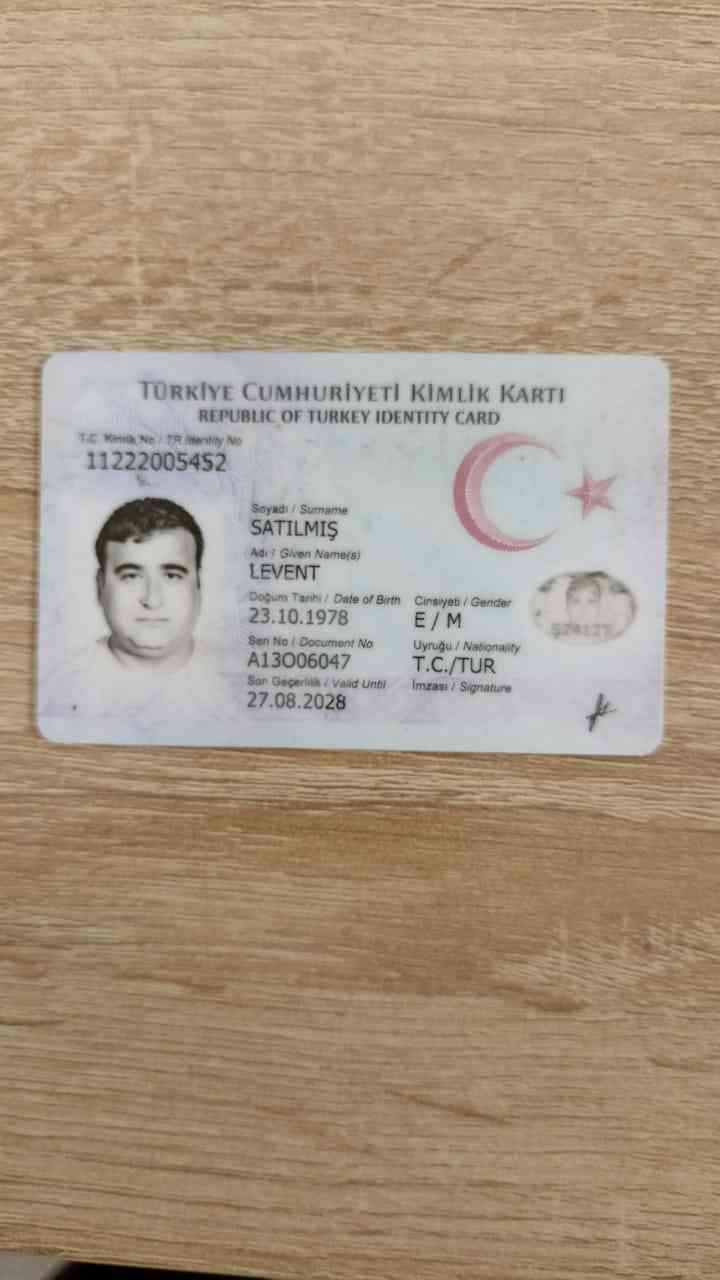 TÜRKİYE CUMHURİYETİ KİMLİK KARTI
REPUBLIC OF TURKEY IDENTITY CARD
T.C. Kimlik No / TR Identity No
11222005452
Soyadı / Surname
SATILMIŞ
Adı / Given Name(s)
LEVENT
Doğum Tarihi / Date of Birth
23.10.1978
Cinsiyeti / Gender
E / M
Seri No / Document No
A13O06047
Uyruğu / Nationality
T.C./TUR
Son Geçerlilik / Valid Until
27.08.2028
İmzası / Signature